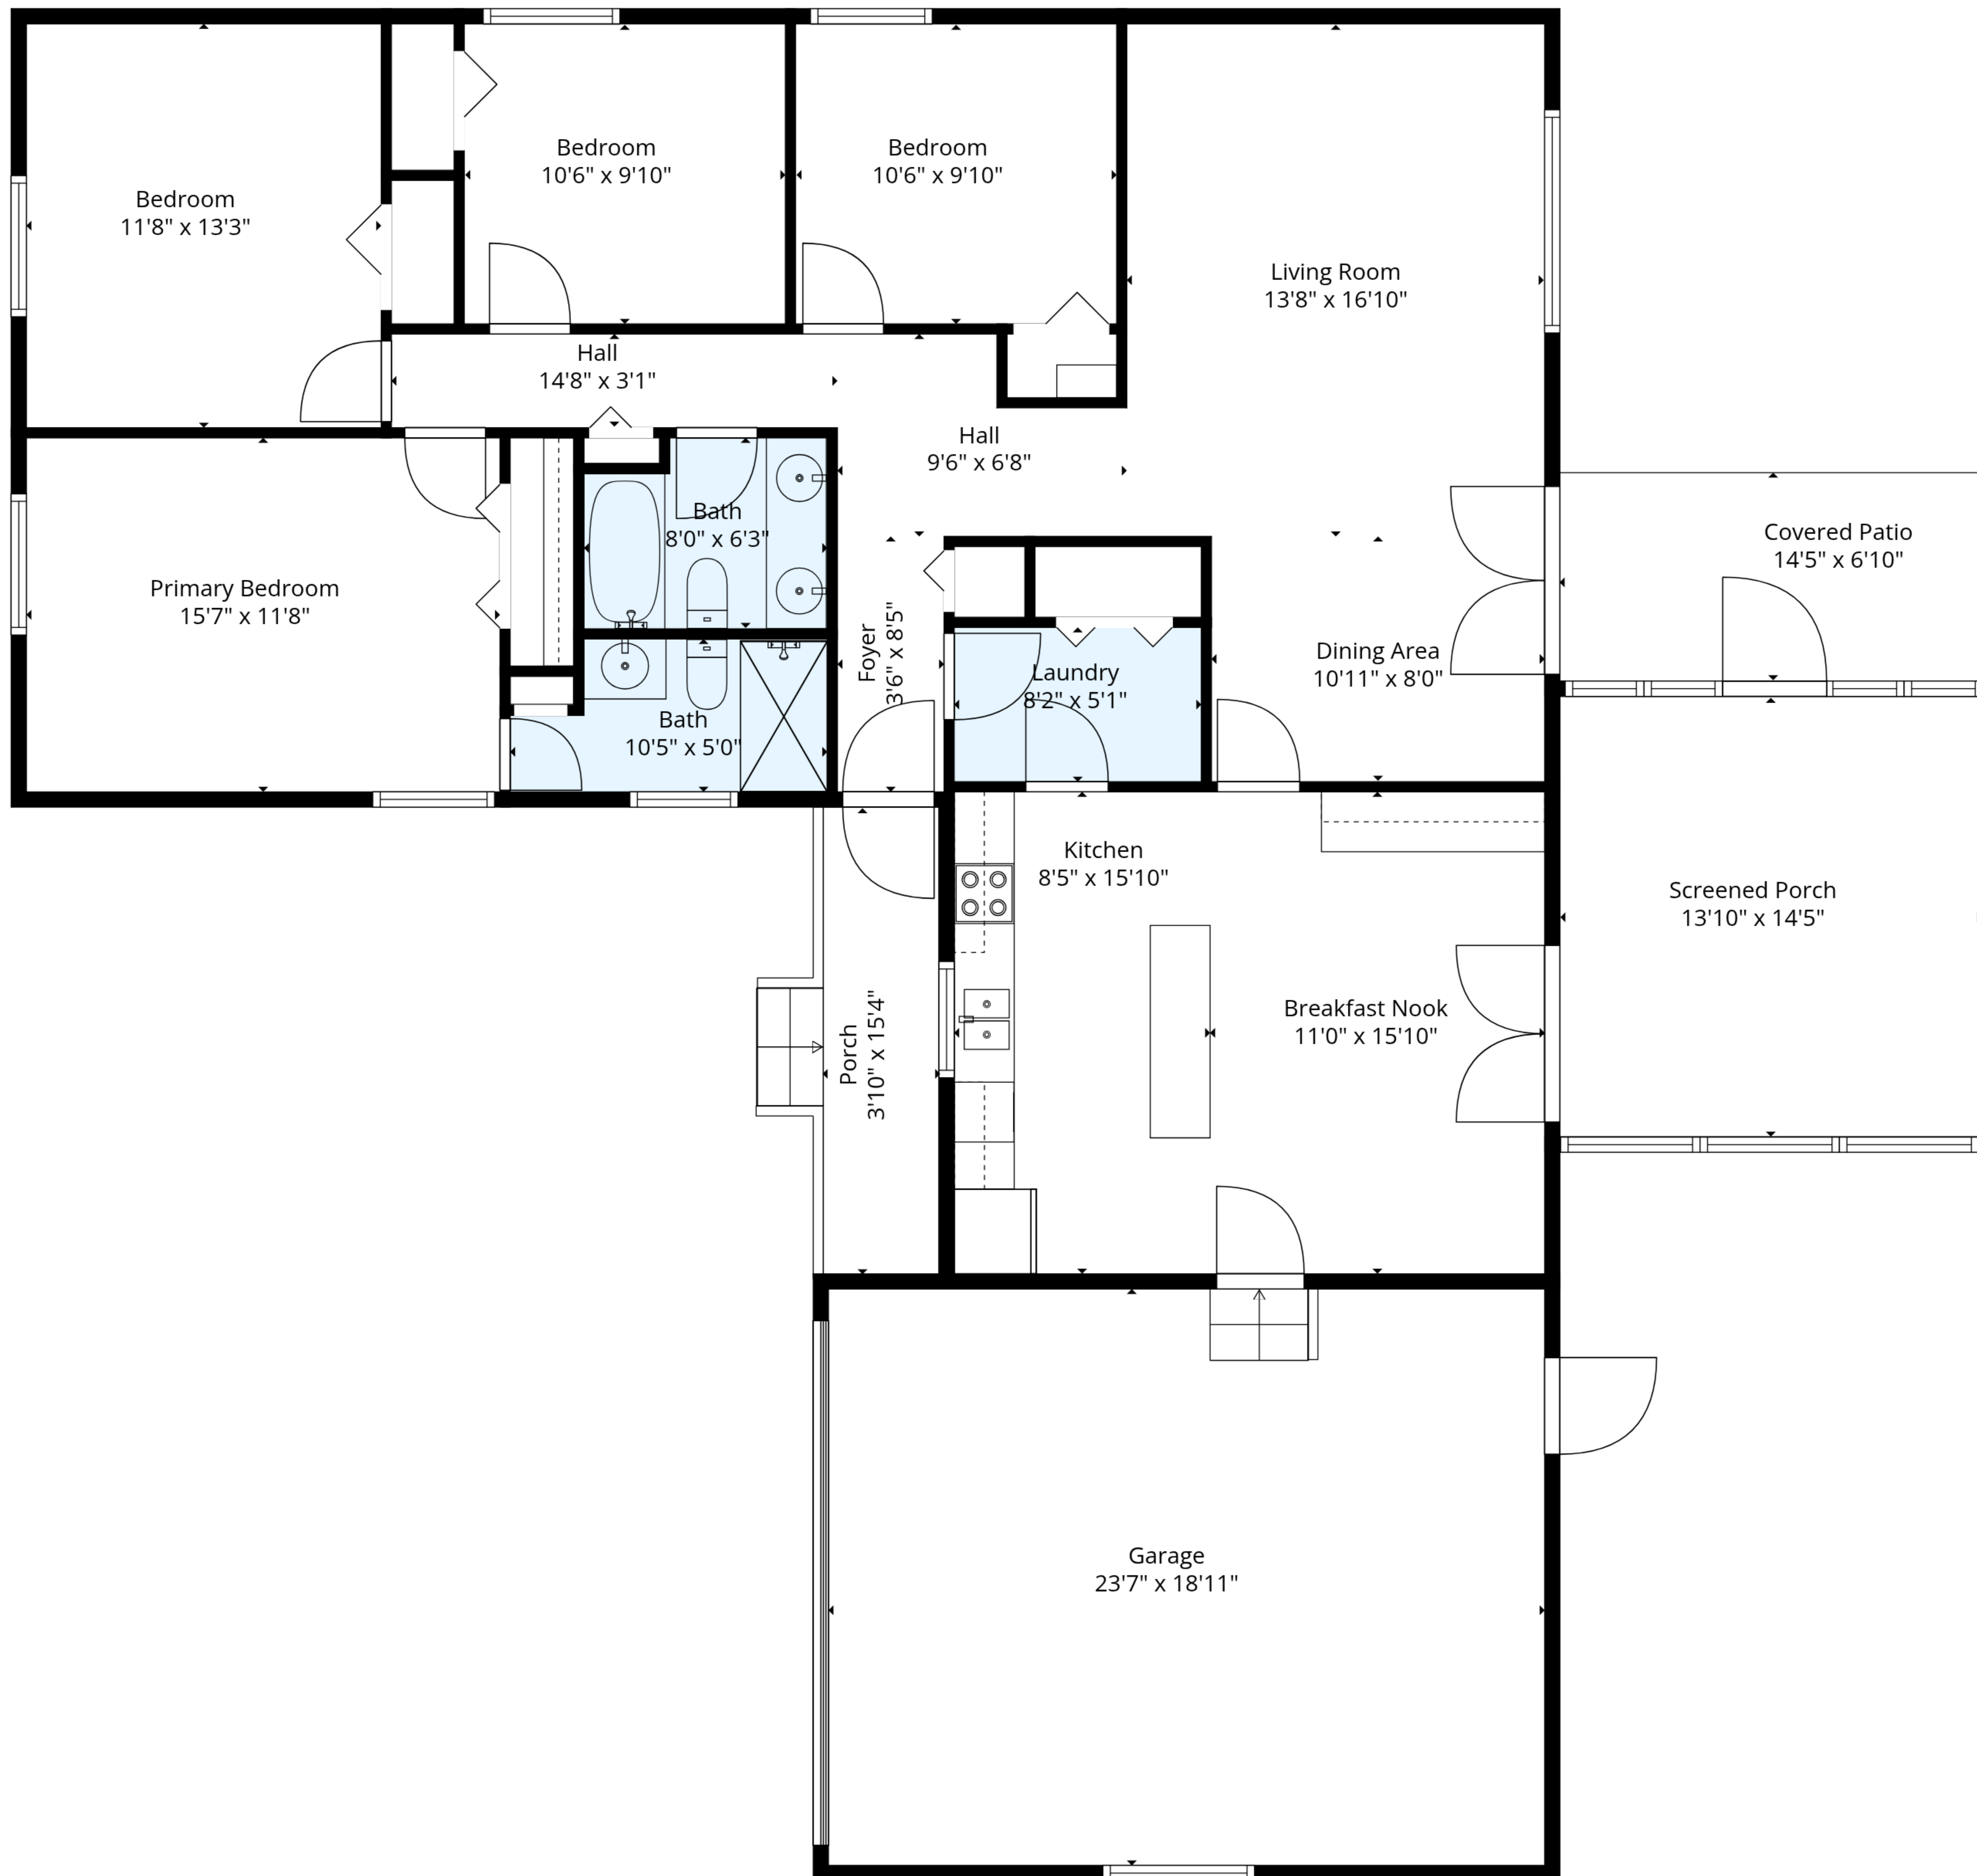 Bedroom
11'8" x 13'3"
Bedroom
10'6" x 9'10"
Bedroom
10'6" x 9'10"
Living Room
13'8" x 16'10"
Hall
14'8" x 3'1"
Hall
9'6" x 6'8"
Primary Bedroom
15'7" x 11'8"
Bath
8'0" x 6'3"
Bath
10'5" x 5'0"
Foyer
3'6" x 8'5"
Laundry
8'2" x 5'1"
Dining Area
10'11" x 8'0"
Covered Patio
14'5" x 6'10"
Kitchen
8'5" x 15'10"
Screened Porch
13'10" x 14'5"
Breakfast Nook
11'0" x 15'10"
Porch
3'10" x 15'4"
Garage
23'7" x 18'11"